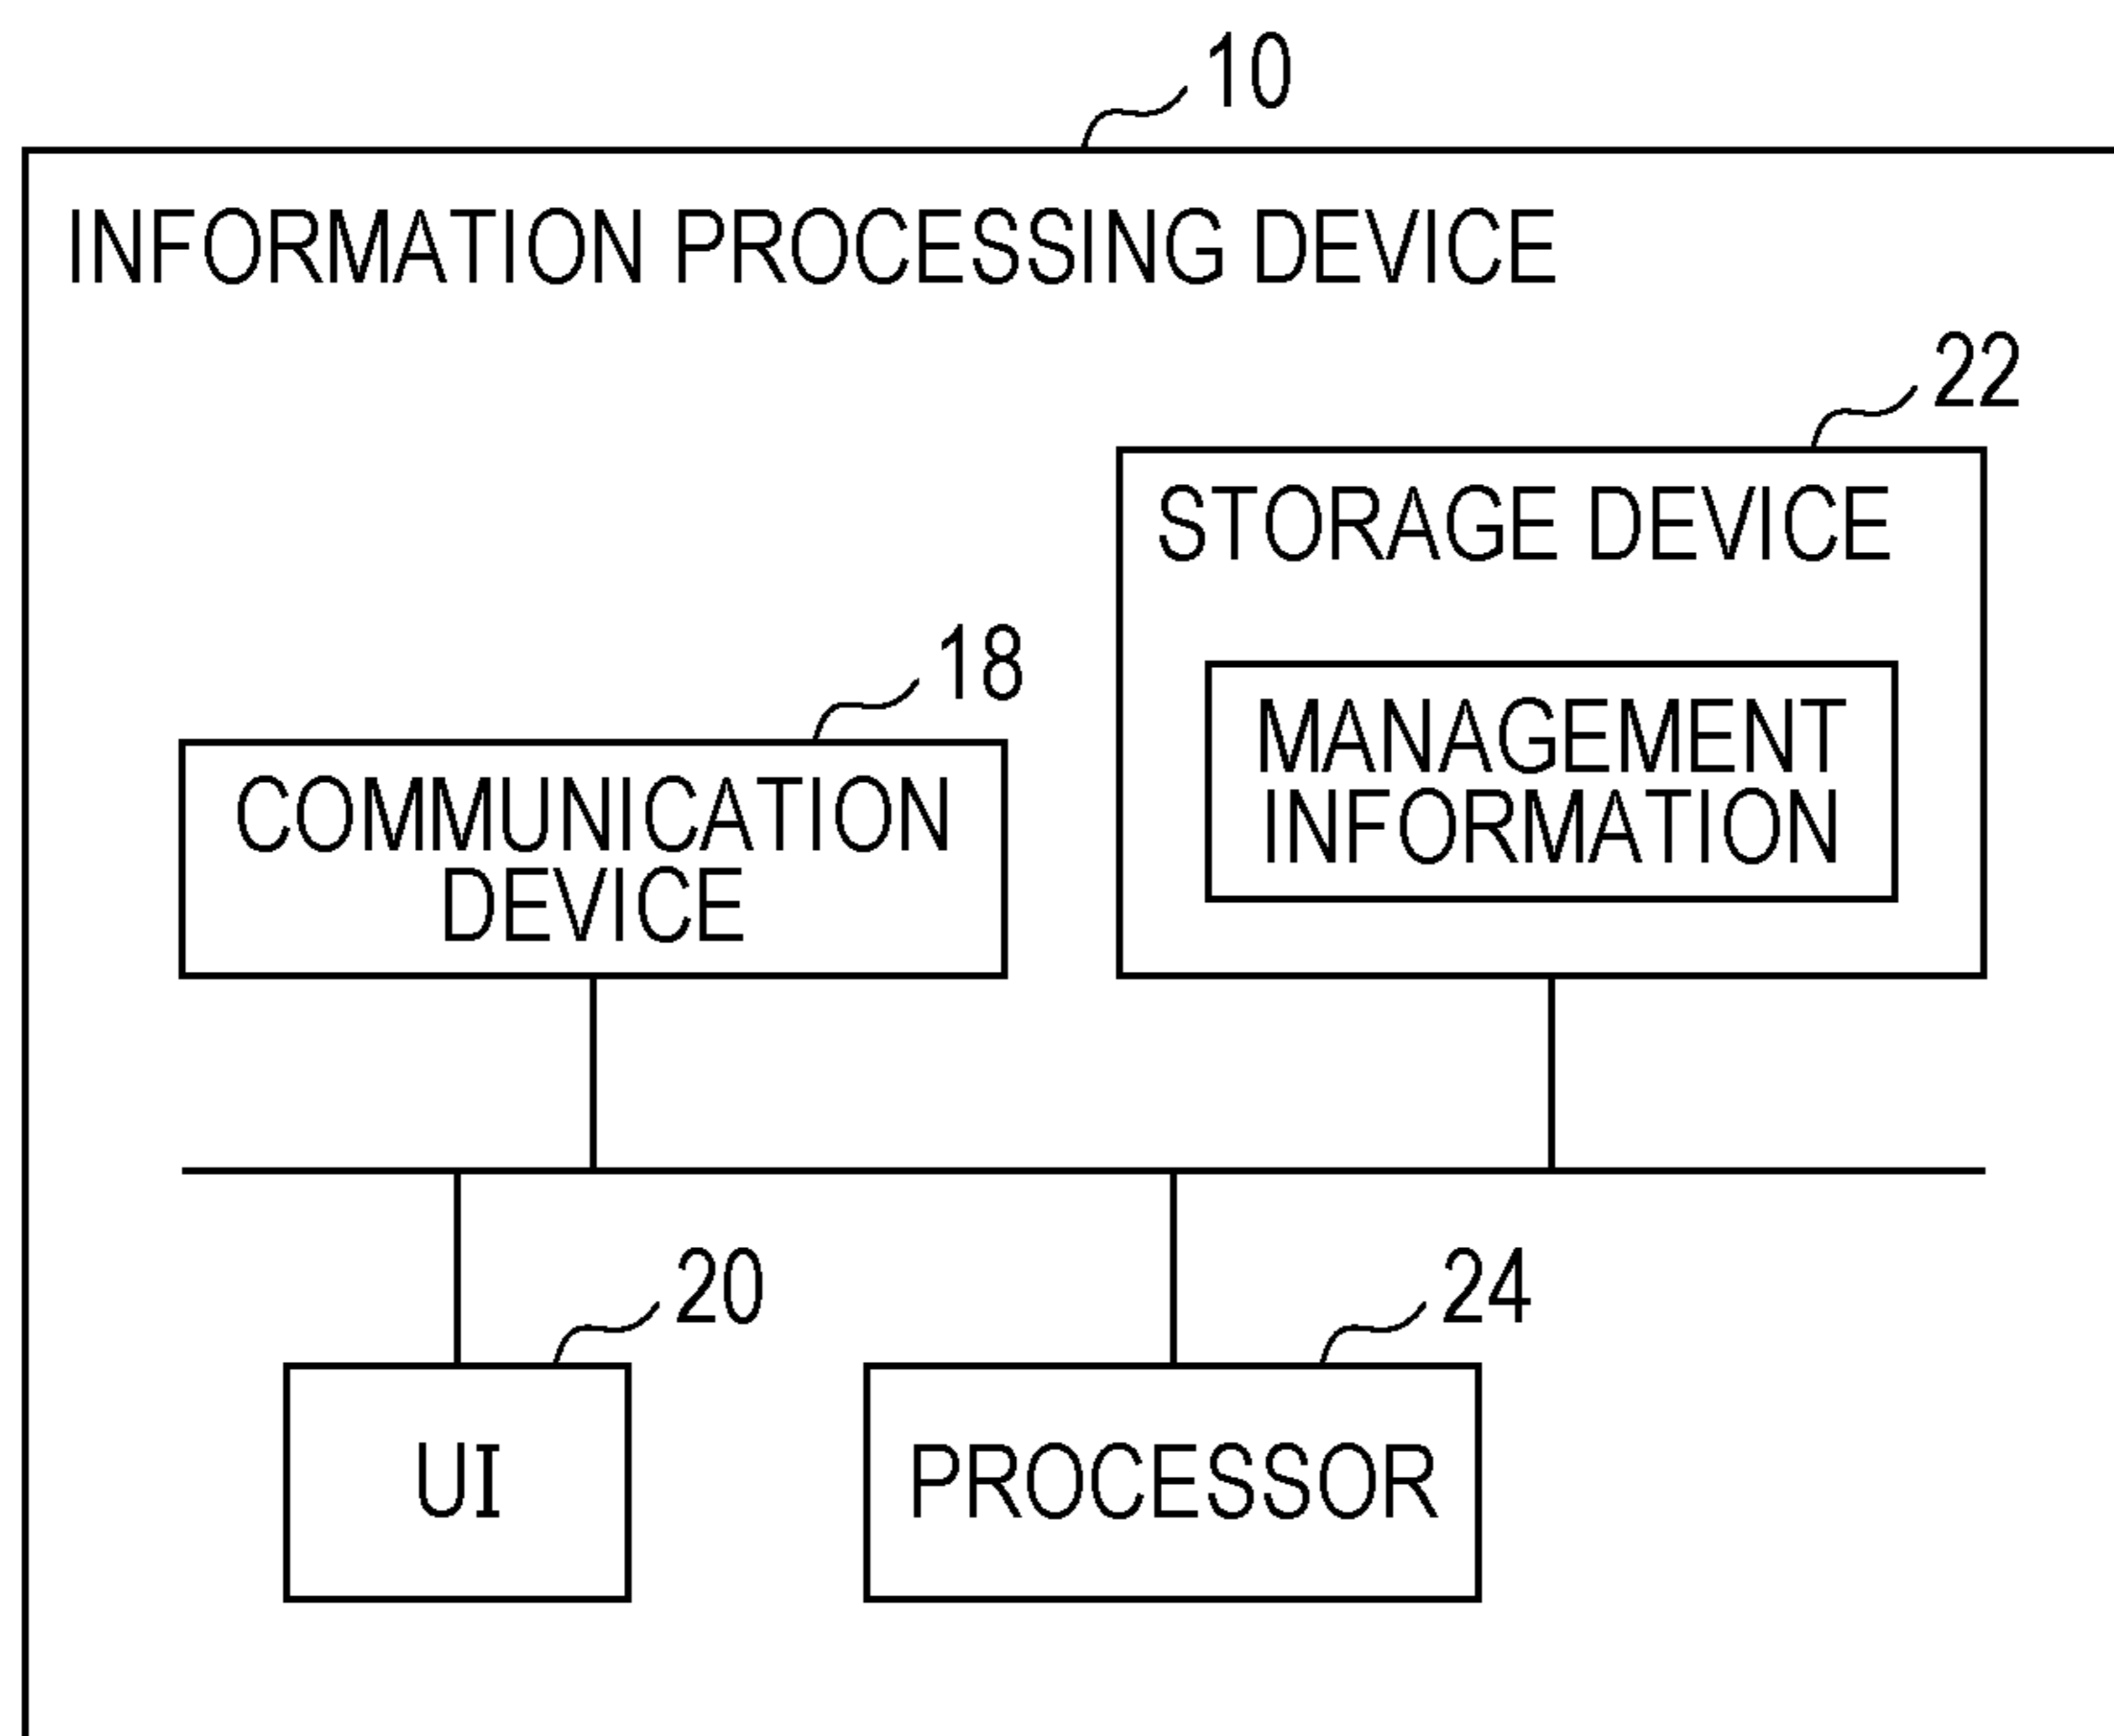 10
INFORMATION PROCESSING DEVICE
22
STORAGE DEVICE
18
MANAGEMENT
INFORMATION
COMMUNICATION
DEVICE
20
24
UI
PROCESSOR